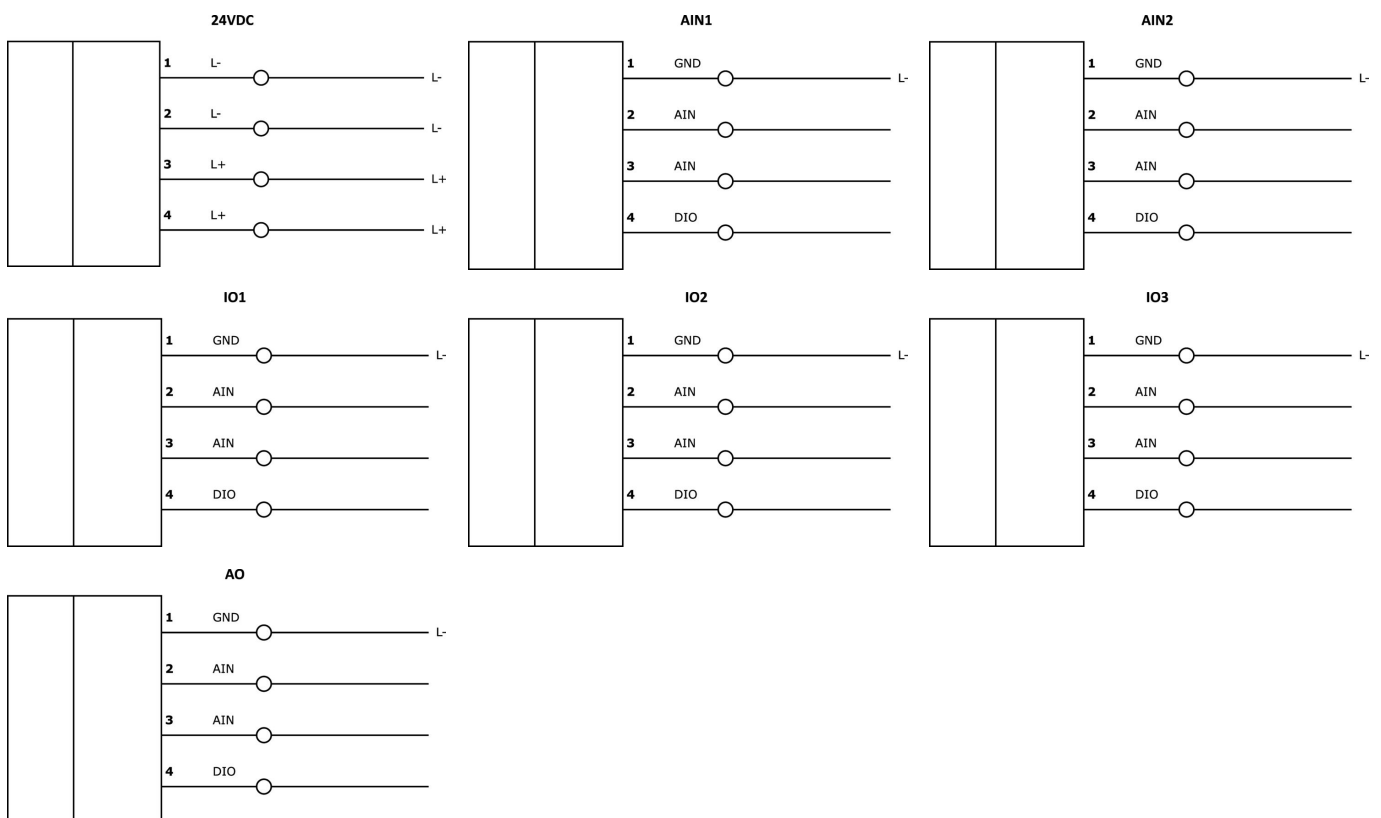 24VDC
1 L- L-
2 L- L-
3 L+ L+
4 L+ L+
AIN1
1 GND L-
2 AIN
3 AIN
4 DIO
AIN2
1 GND L-
2 AIN
3 AIN
4 DIO
IO1
1 GND L-
2 AIN
3 AIN
4 DIO
IO2
1 GND L-
2 AIN
3 AIN
4 DIO
IO3
1 GND L-
2 AIN
3 AIN
4 DIO
AO
1 GND L-
2 AIN
3 AIN
4 DIO